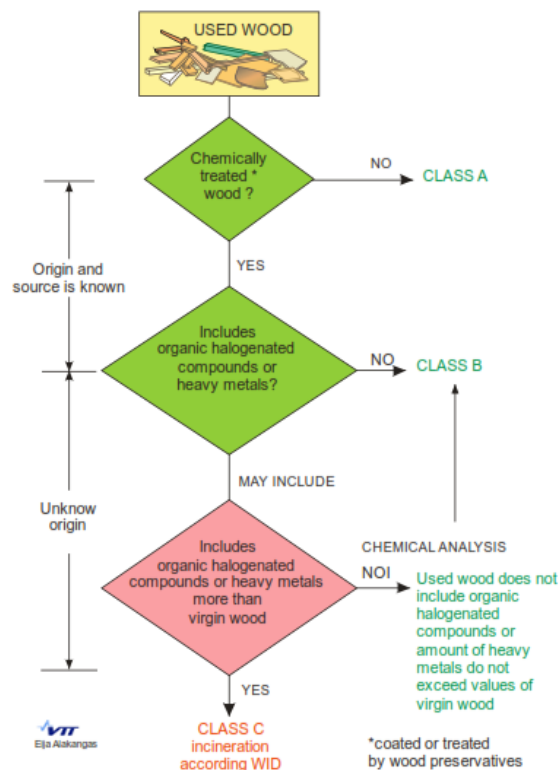 USED WOOD
Chemically
treated *
wood ?
NO
CLASS A
Origin and
source is known
YES
Includes
organic halogenated
compounds or
heavy metals?
NO
CLASS B
MAY INCLUDE
Unknow
origin
CHEMICAL ANALYSIS
Includes
organic halogenated
compounds or heavy metals
more than
virgin wood
NOI
Used wood does not
include organic
halogenated
compounds or
amount of heavy
metals do not
exceed values of
virgin wood
YES
CLASS C
incineration
according WID
VTT
Eija Alakangas
*coated or treated
by wood preservatives